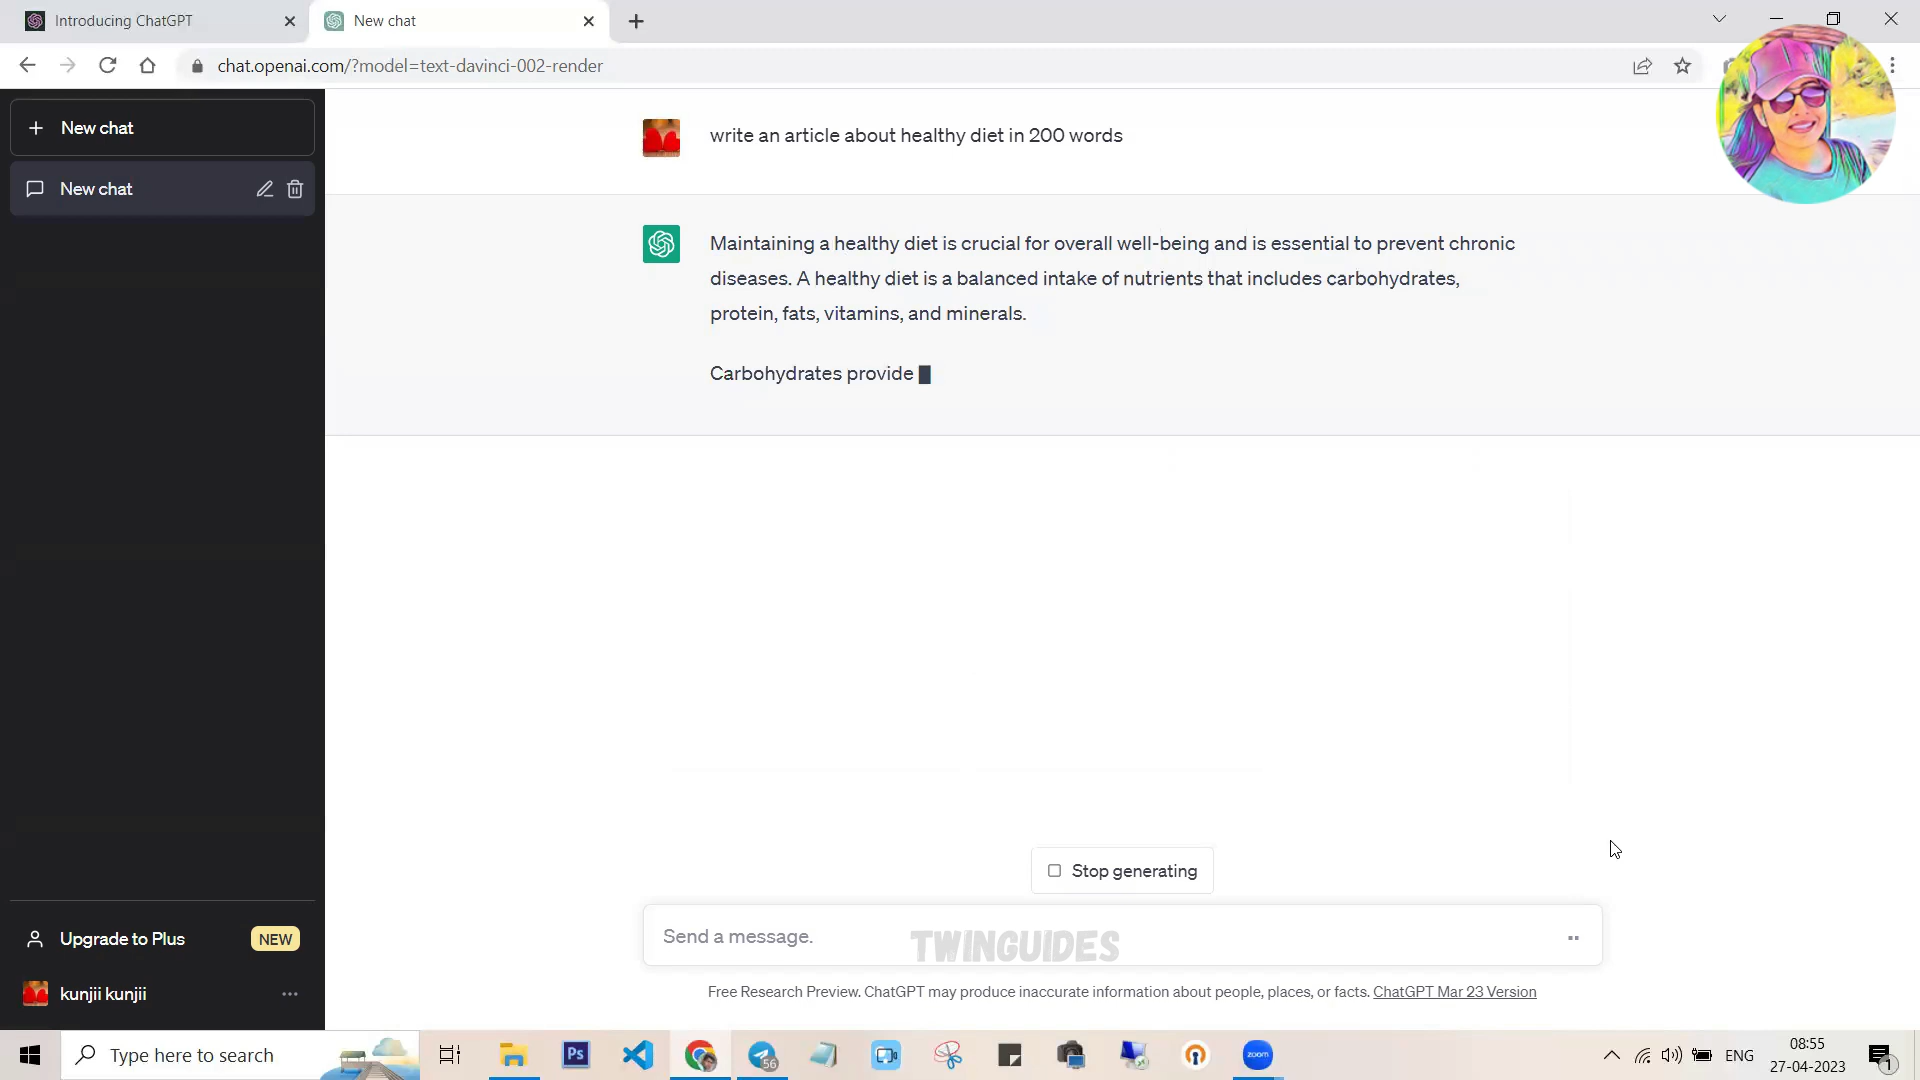 Introducing ChatGPT
New chat
chat.openai.com/?model=text-davinci-002-render
New chat
New chat
write an article about healthy diet in 200 words
Maintaining a healthy diet is crucial for overall well-being and is essential to prevent chronic
diseases. A healthy diet is a balanced intake of nutrients that includes carbohydrates,
protein, fats, vitamins, and minerals.
Carbohydrates provide
Stop generating
Send a message.
TWINGUIDES
Free Research Preview. ChatGPT may produce inaccurate information about people, places, or facts. ChatGPT Mar 23 Version
Upgrade to Plus
NEW
kunjii kunjii
Type here to search
Ps
56
zoom
ENG
08:55
27-04-2023
1